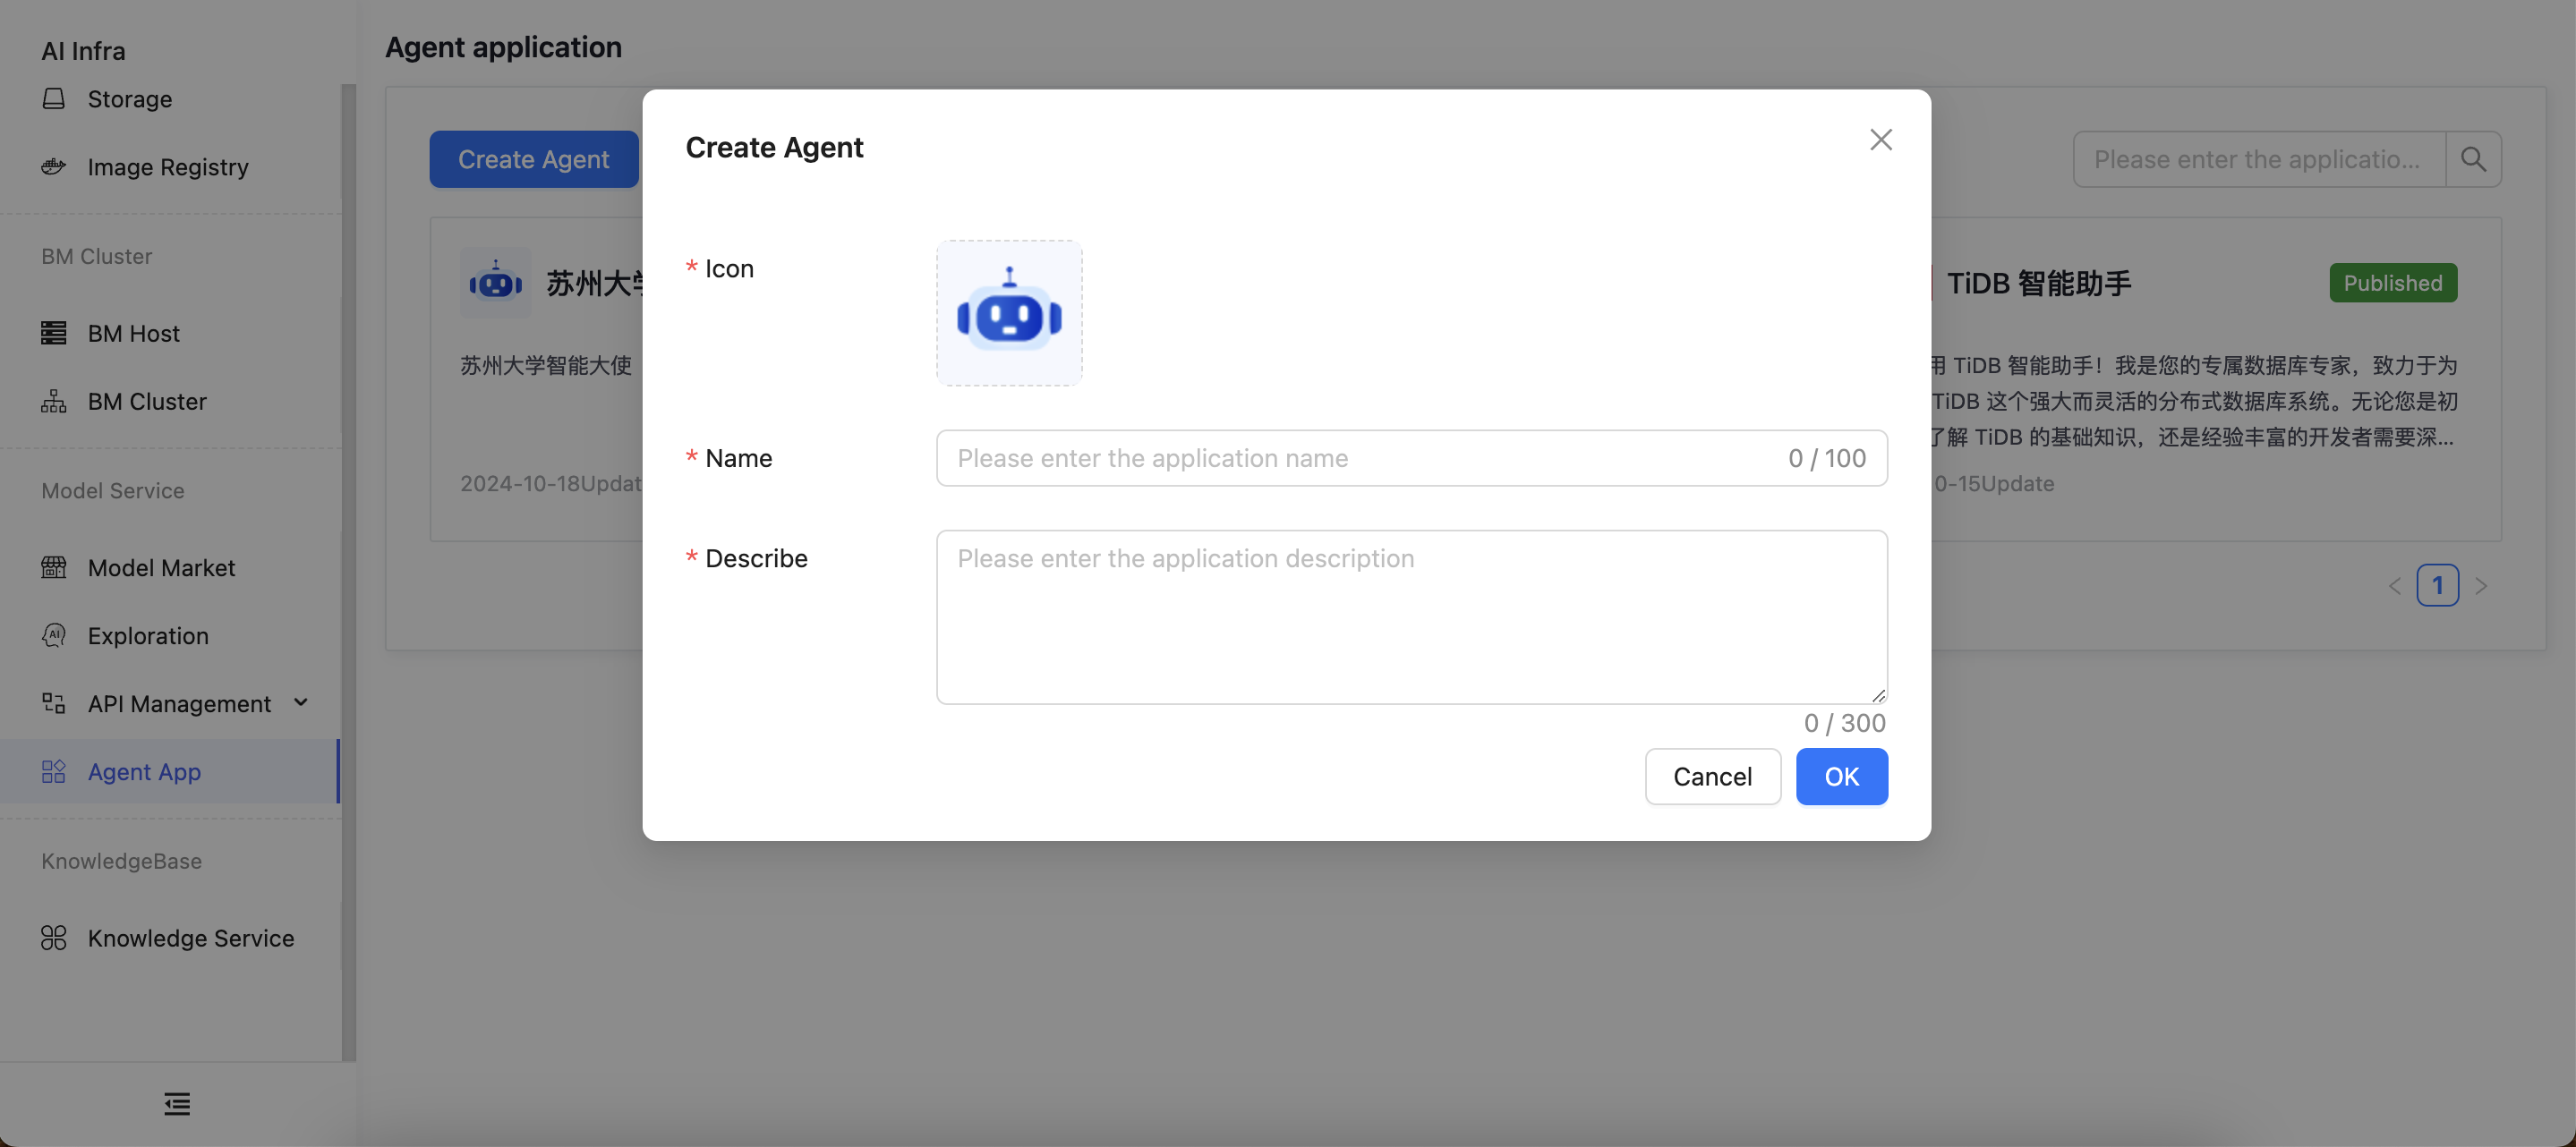 AI Infra
Storage
Image Registry
BM Cluster
BM Host
BM Cluster
Model Service
Model Market
Exploration
API Management
Agent App
KnowledgeBase
Knowledge Service
Agent application
Create Agent
Please enter the applicatio...
苏州大
苏州大学智能大使
2024-10-18Updat
TiDB 智能助手
Published
用 TiDB 智能助手！我是您的专属数据库专家，致力于为
TiDB 这个强大而灵活的分布式数据库系统。无论您是初
了解 TiDB 的基础知识，还是经验丰富的开发者需要深...
0-15Update
1
Create Agent
* Icon
* Name
Please enter the application name
0 / 100
* Describe
Please enter the application description
0 / 300
Cancel
OK